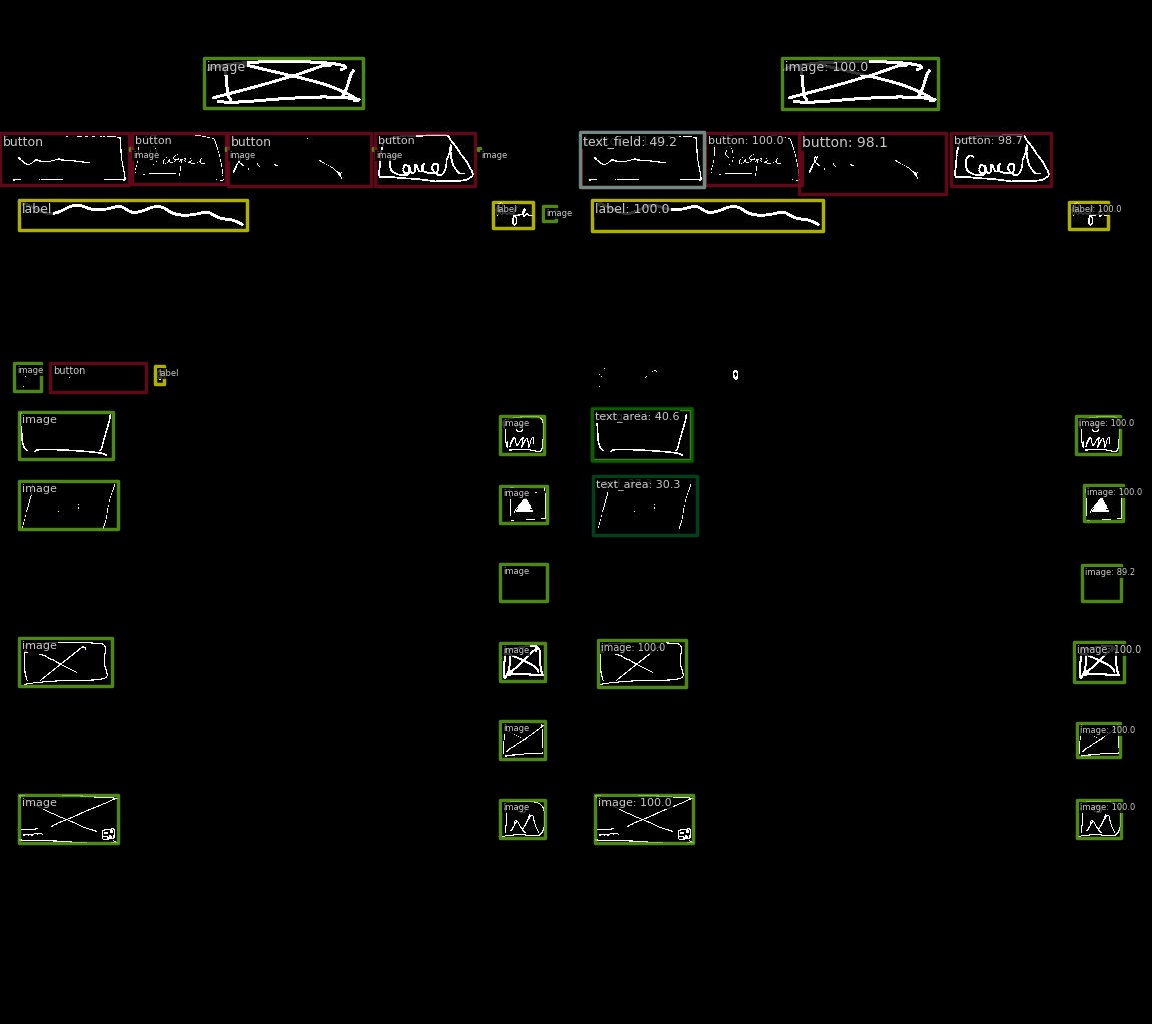 image image: 100.0
button button button button text_field: 49.2 button: 100.0 button: 98.1 button: 98.7
image image image image
Cancel Cancel
label label image label: 100.0 label: 100.0
image button label
image image text_area: 40.6 image: 100.0
image image text_area: 30.3 image: 100.0
image image: 89.2
image image image: 100.0 image: 100.0
image image: 100.0
image image image: 100.0 image: 100.0